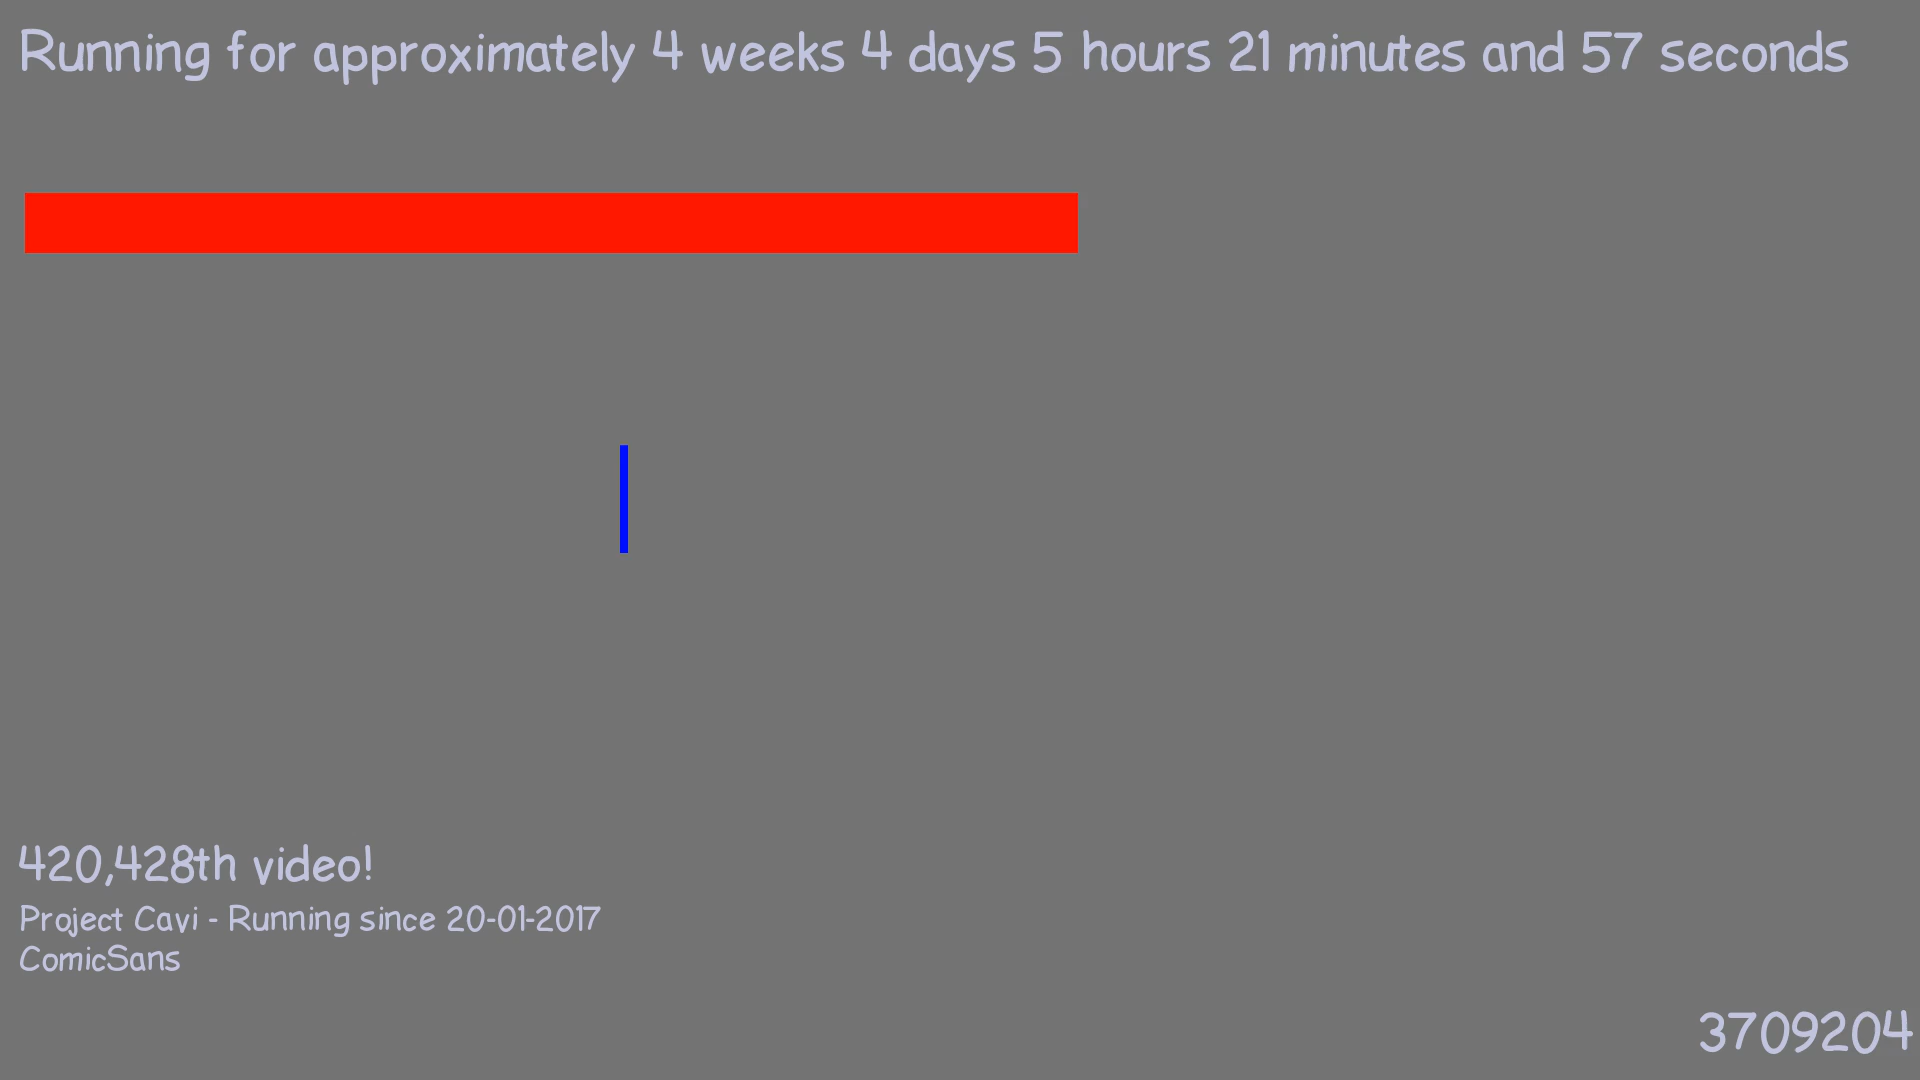 Running for approximately 4 weeks 4 days 5 hours 21 minutes and 57 seconds
420,428th video!
Project Cavi - Running since 20-01-2017
ComicSans
3709204